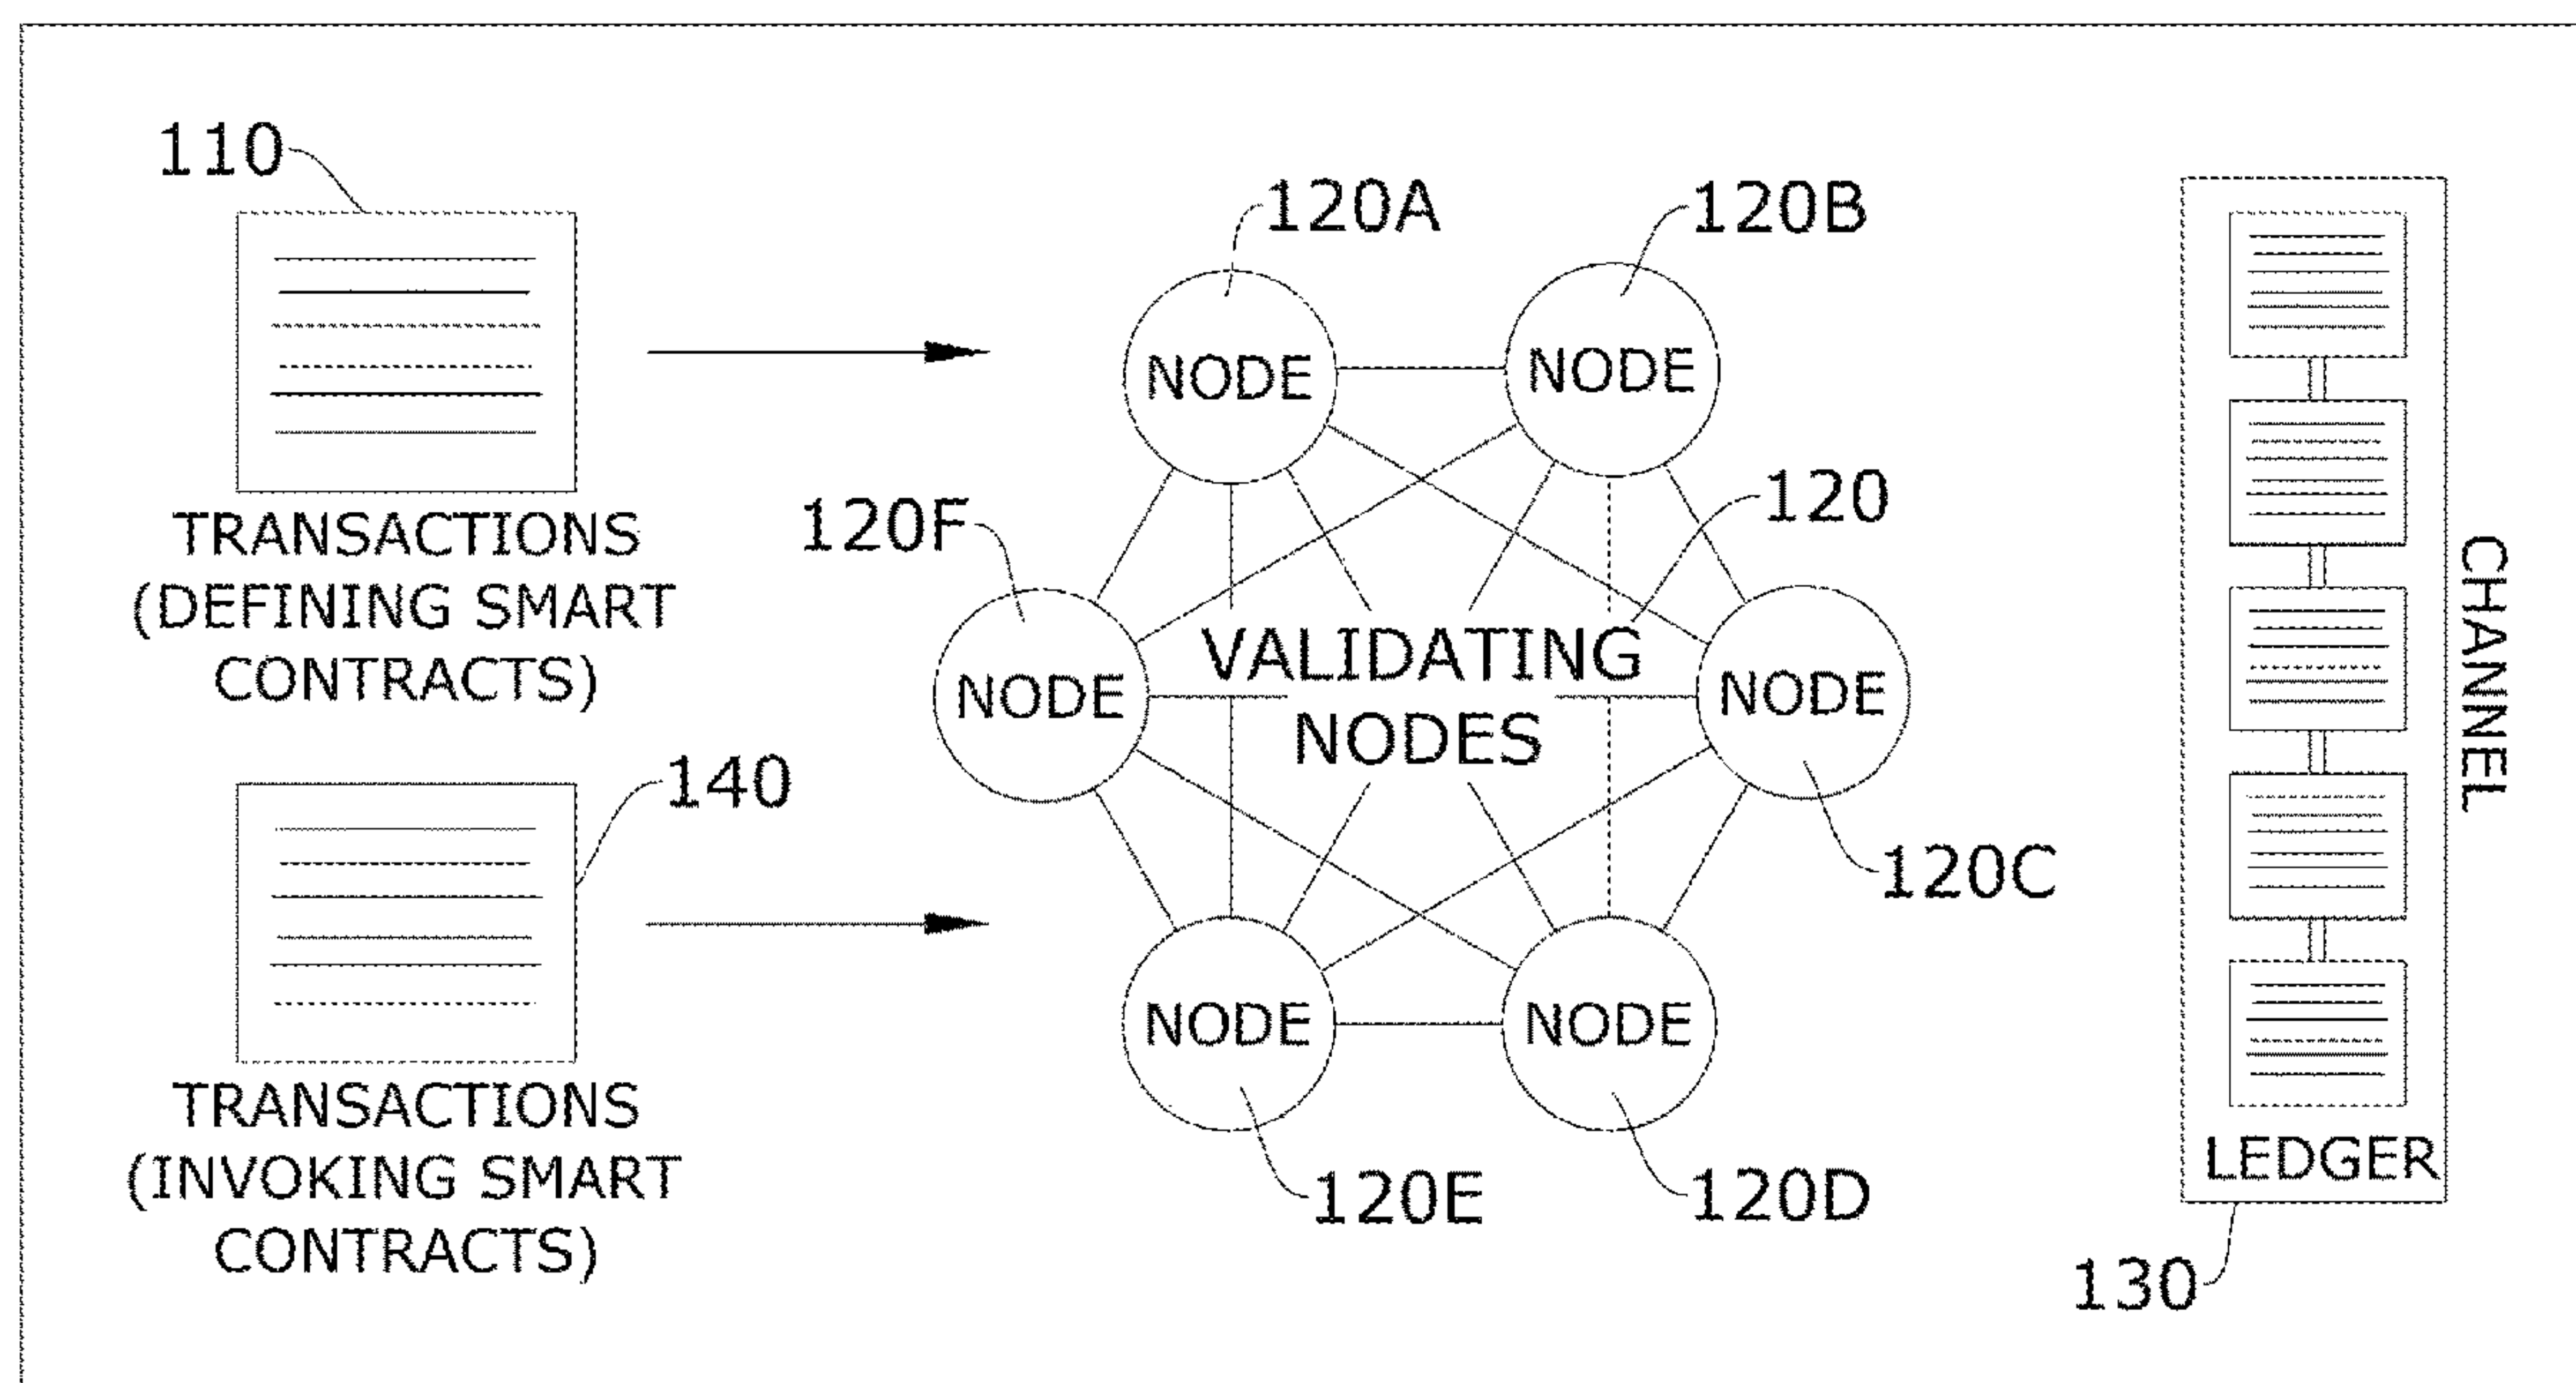 110
TRANSACTIONS
(DEFINING SMART
CONTRACTS)
140
TRANSACTIONS
(INVOKING SMART
CONTRACTS)
120A
120B
NODE
NODE
120F
120
NODE
VALIDATING
NODES
NODE
120C
NODE
NODE
120E
120D
CHANNEL
LEDGER
130